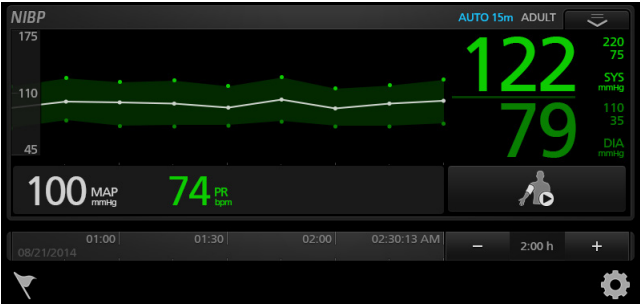 NIBP AUTO 15m ADULT
175
110
45
122
79
220
75
SYS
mmHg
110
35
DIA
mmHg
100 MAP mmHg 74 PR bpm
01:00 01:30 02:00 02:30:13 AM − 2:00 h +
08/21/2014